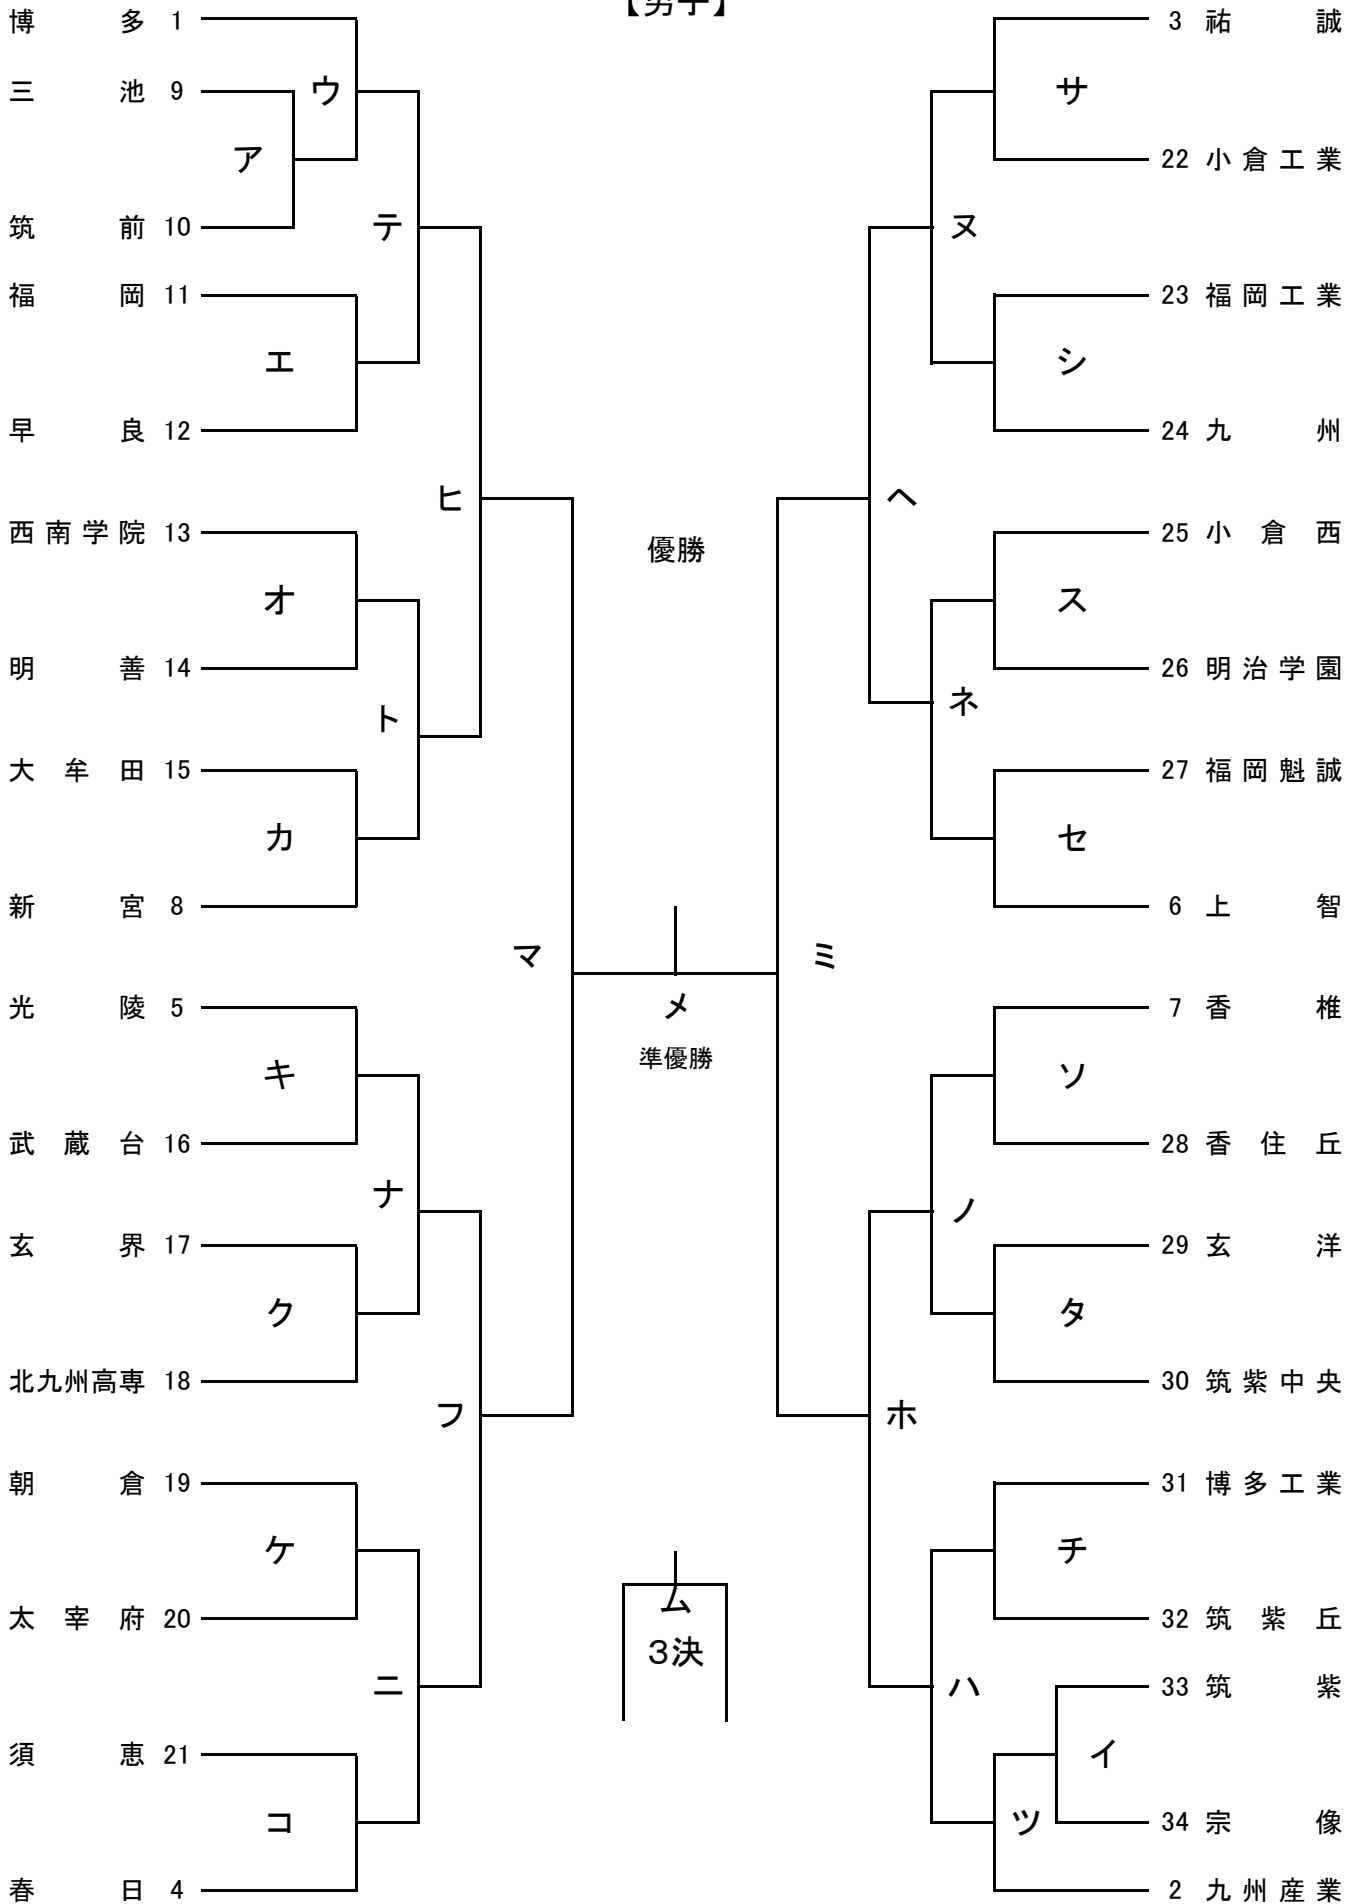 【男子】
博多 1
三池 9
筑前 10
福岡 11
早良 12
西南学院 13
明善 14
大牟田 15
新宮 8
光陵 5
武蔵台 16
玄界 17
北九州高専 18
朝倉 19
太宰府 20
須恵 21
春日 4
ア
ウ
エ
オ
カ
キ
ク
ケ
コ
テ
ト
ナ
ニ
ヒ
フ
マ
優勝
メ
準優勝
ム
3決
ミ
ヘ
ホ
ヌ
ネ
ノ
ハ
サ
シ
ス
セ
ソ
タ
チ
ツ
イ
3 祐誠
22 小倉工業
23 福岡工業
24 九州
25 小倉西
26 明治学園
27 福岡魁誠
6 上智
7 香椎
28 香住丘
29 玄洋
30 筑紫中央
31 博多工業
32 筑紫丘
33 筑紫
34 宗像
2 九州産業